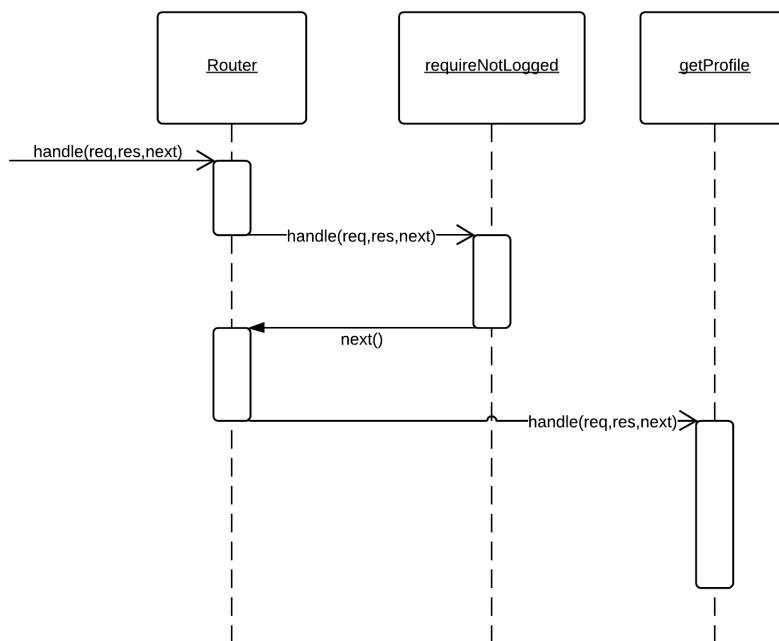 Router
requireNotLogged
getProfile
handle(req,res,next)
handle(req,res,next)
next()
handle(req,res,next)